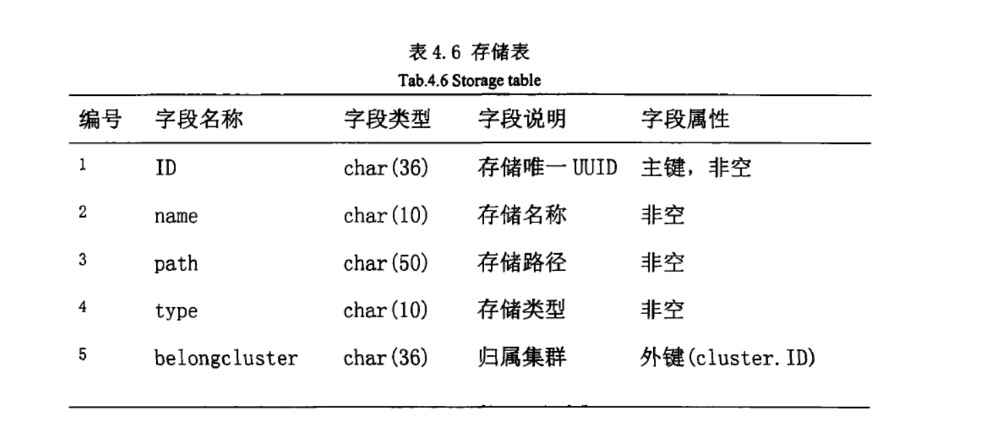 表 4.6 存储表
Tab.4.6 Storage table
编号 字段名称 字段类型 字段说明 字段属性
1 ID char(36) 存储唯一 UUID 主键，非空
2 name char(10) 存储名称 非空
3 path char(50) 存储路径 非空
4 type char(10) 存储类型 非空
5 belongcluster char(36) 归属集群 外键(cluster.ID)